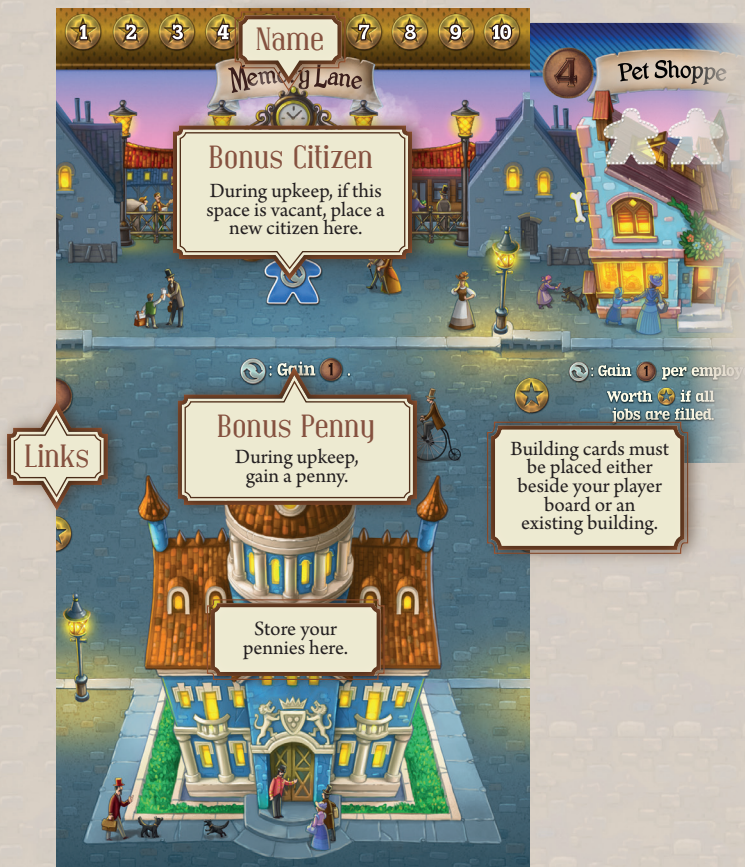 1 2 3 4 7 8 9 10
Name
Memory Lane
4 Pet Shoppe
Bonus Citizen
During upkeep, if this
space is vacant, place a
new citizen here.
: Gain 1 .
: Gain 1 per employ
Worth if all
jobs are filled.
Bonus Penny
During upkeep,
gain a penny.
Links
Building cards must
be placed either
beside your player
board or an
existing building.
Store your
pennies here.